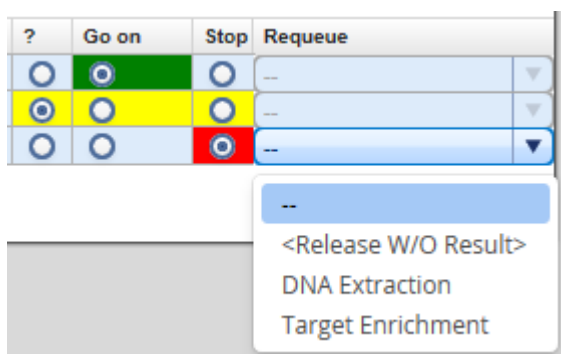 ? Go on Stop Requeue
--
--
--
--
<Release W/O Result>
DNA Extraction
Target Enrichment